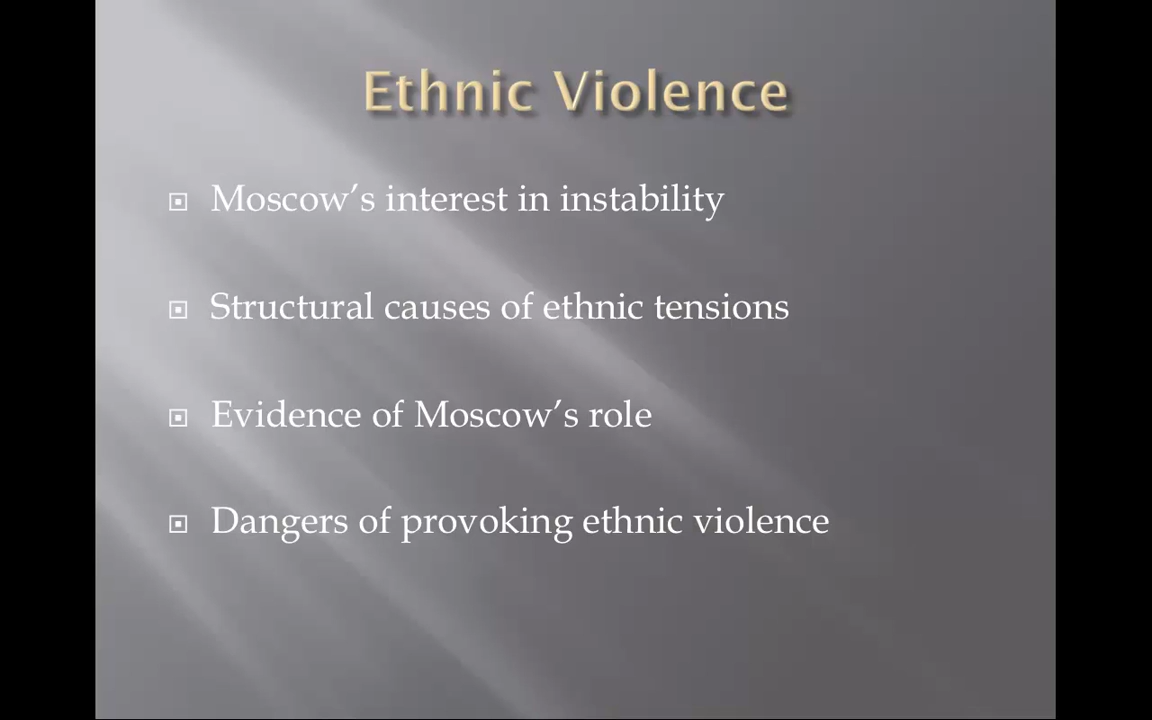 Ethnic Violence
Moscow’s interest in instability
Structural causes of ethnic tensions
Evidence of Moscow’s role
Dangers of provoking ethnic violence